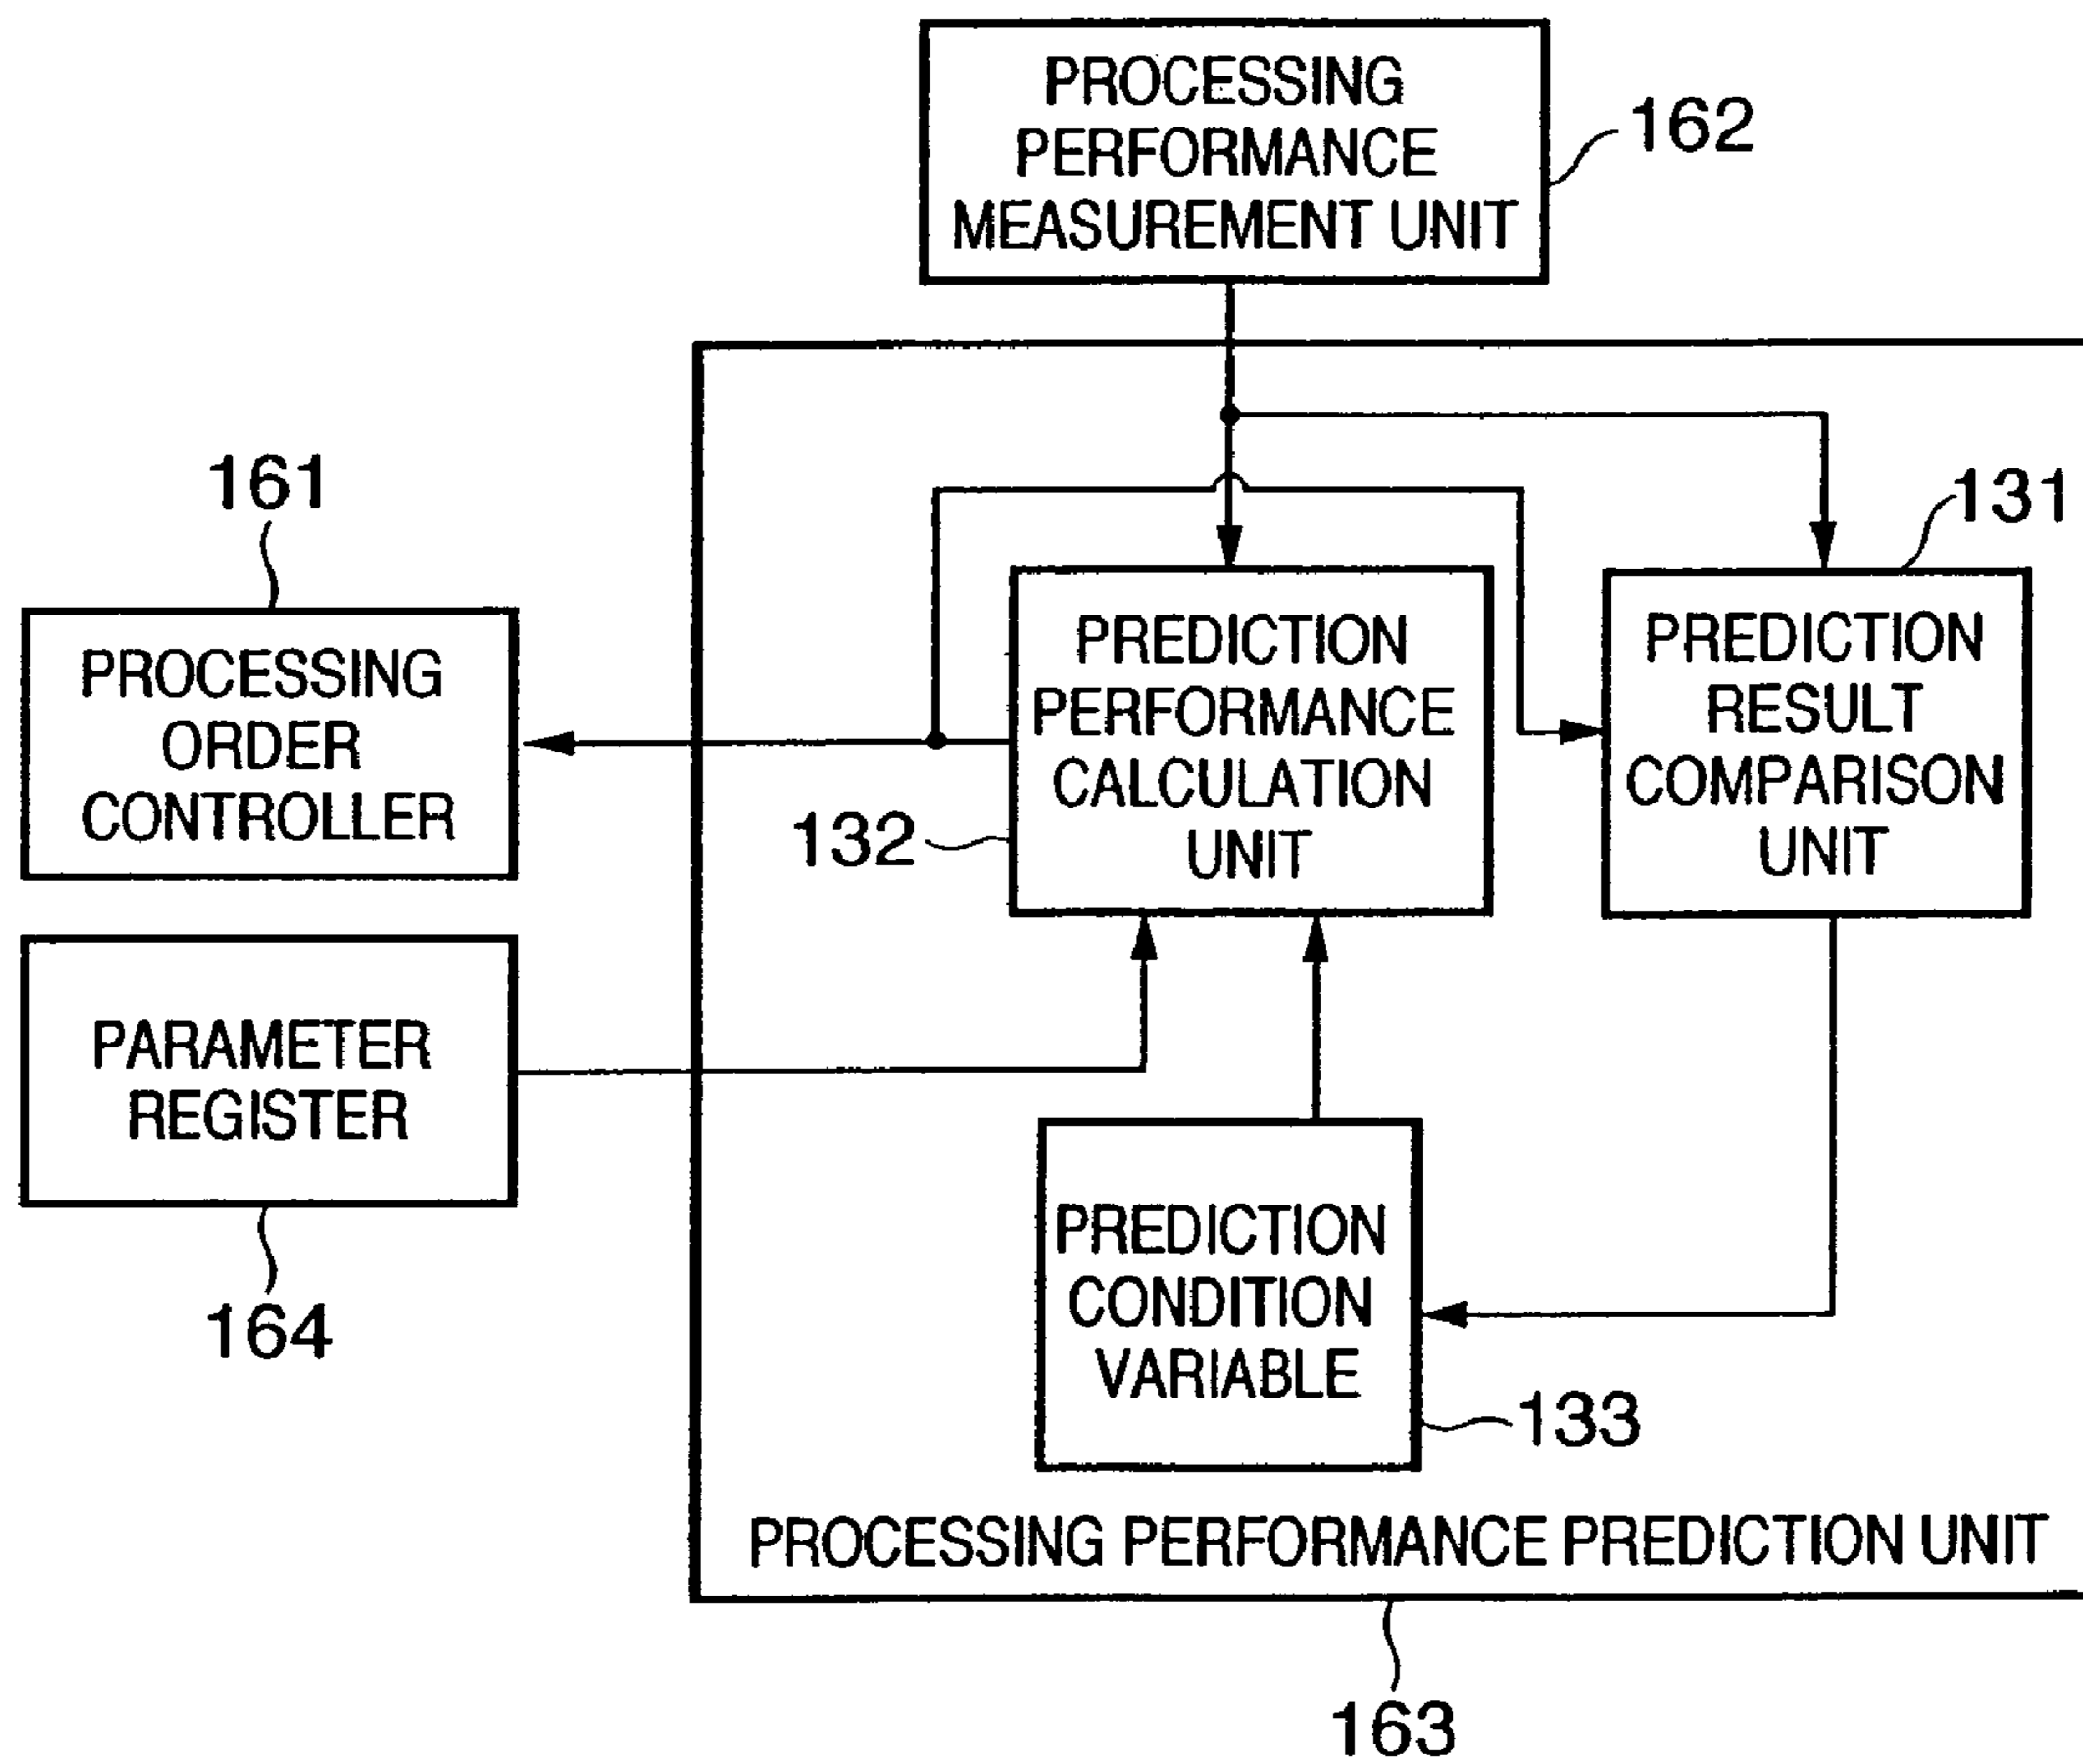 PROCESSING
PERFORMANCE
MEASUREMENT UNIT
162
161
131
PROCESSING
ORDER
CONTROLLER
132
PREDICTION
PERFORMANCE
CALCULATION
UNIT
PREDICTION
RESULT
COMPARISON
UNIT
PARAMETER
REGISTER
164
PREDICTION
CONDITION
VARIABLE
133
PROCESSING PERFORMANCE PREDICTION UNIT
163